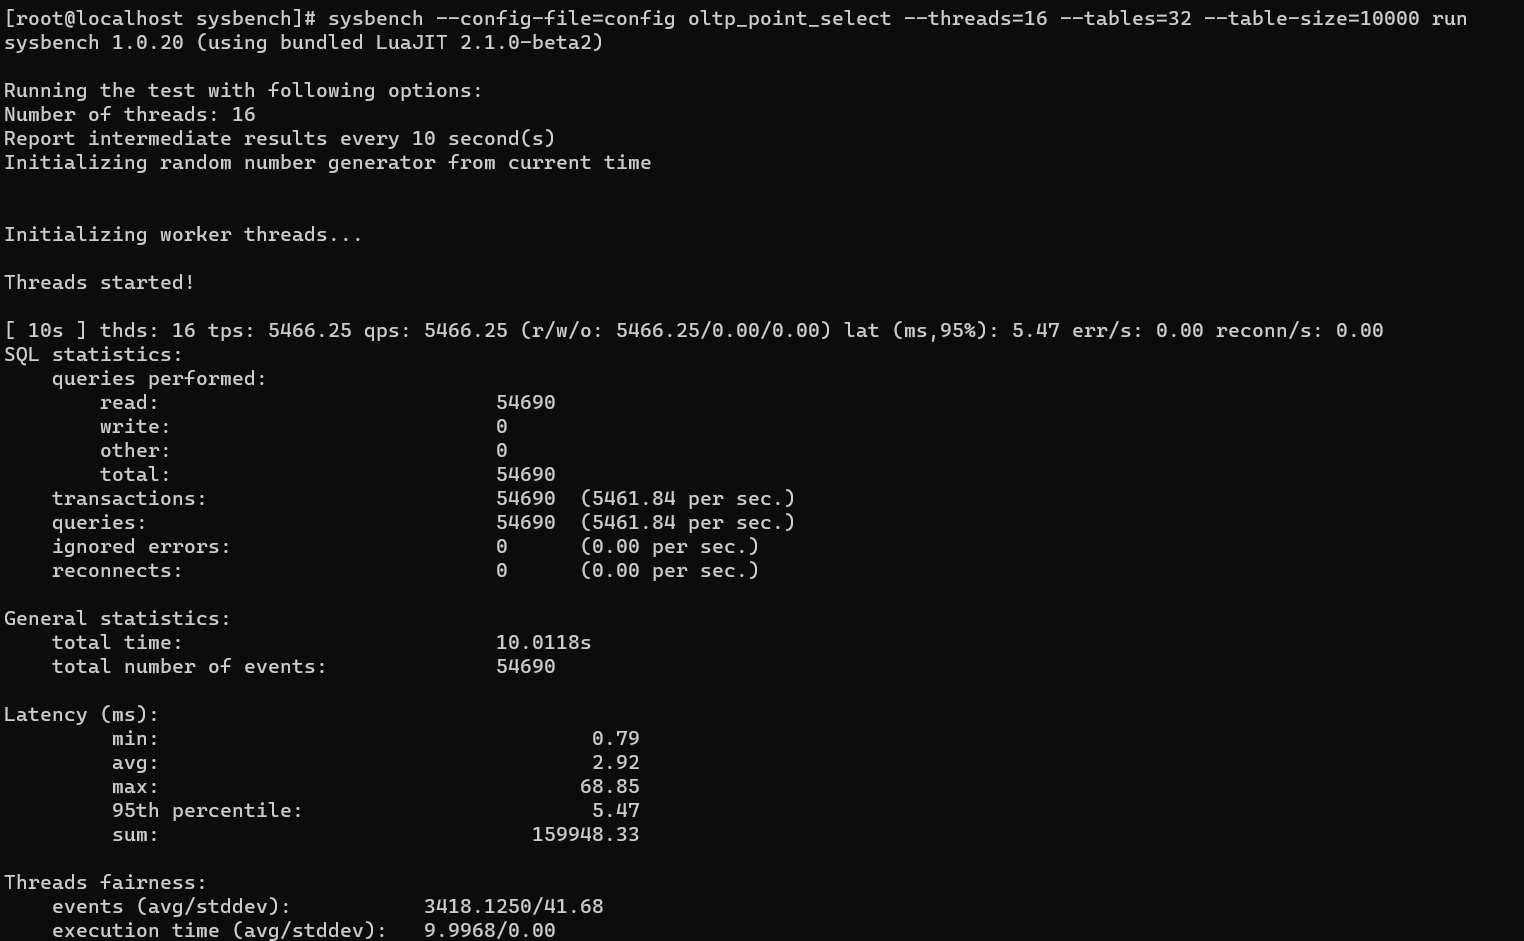 [root@localhost sysbench]# sysbench --config-file=config oltp_point_select --threads=16 --tables=32 --table-size=10000 run
sysbench 1.0.20 (using bundled LuaJIT 2.1.0-beta2)
Running the test with following options:
Number of threads: 16
Report intermediate results every 10 second(s)
Initializing random number generator from current time
Initializing worker threads...
Threads started!
[ 10s ] thds: 16 tps: 5466.25 qps: 5466.25 (r/w/o: 5466.25/0.00/0.00) lat (ms,95%): 5.47 err/s: 0.00 reconn/s: 0.00
SQL statistics:
queries performed:
read: 54690
write: 0
other: 0
total: 54690
transactions: 54690 (5461.84 per sec.)
queries: 54690 (5461.84 per sec.)
ignored errors: 0 (0.00 per sec.)
reconnects: 0 (0.00 per sec.)
General statistics:
total time: 10.0118s
total number of events: 54690
Latency (ms):
min: 0.79
avg: 2.92
max: 68.85
95th percentile: 5.47
sum: 159948.33
Threads fairness:
events (avg/stddev): 3418.1250/41.68
execution time (avg/stddev): 9.9968/0.00